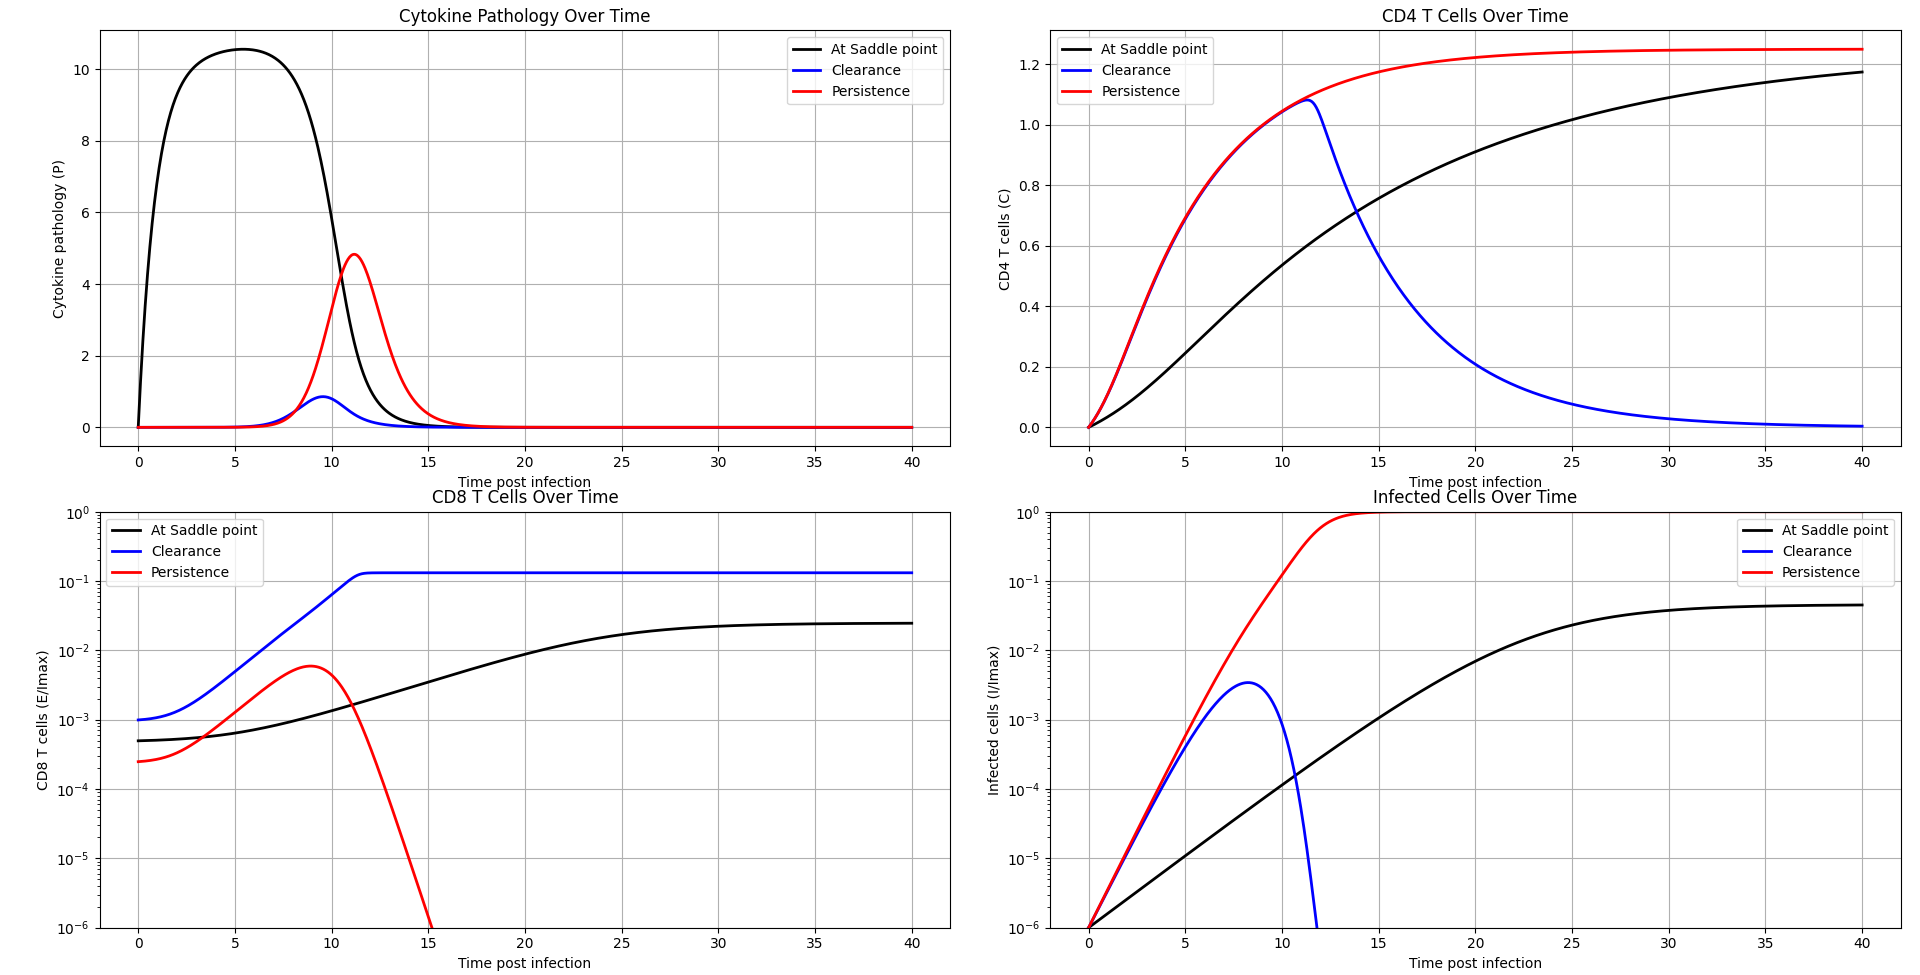 Cytokine Pathology Over Time
Cytokine pathology (P)
10
8
6
4
2
0
At Saddle point
Clearance
Persistence
0 5 10 15 20 25 30 35 40
Time post infection
CD4 T Cells Over Time
CD4 T cells (C)
1.2
1.0
0.8
0.6
0.4
0.2
0.0
At Saddle point
Clearance
Persistence
0 5 10 15 20 25 30 35 40
Time post infection
CD8 T Cells Over Time
CD8 T cells (E/Imax)
10⁰
10⁻¹
10⁻²
10⁻³
10⁻⁴
10⁻⁵
10⁻⁶
At Saddle point
Clearance
Persistence
0 5 10 15 20 25 30 35 40
Time post infection
Infected Cells Over Time
Infected cells (I/Imax)
10⁰
10⁻¹
10⁻²
10⁻³
10⁻⁴
10⁻⁵
10⁻⁶
At Saddle point
Clearance
Persistence
0 5 10 15 20 25 30 35 40
Time post infection